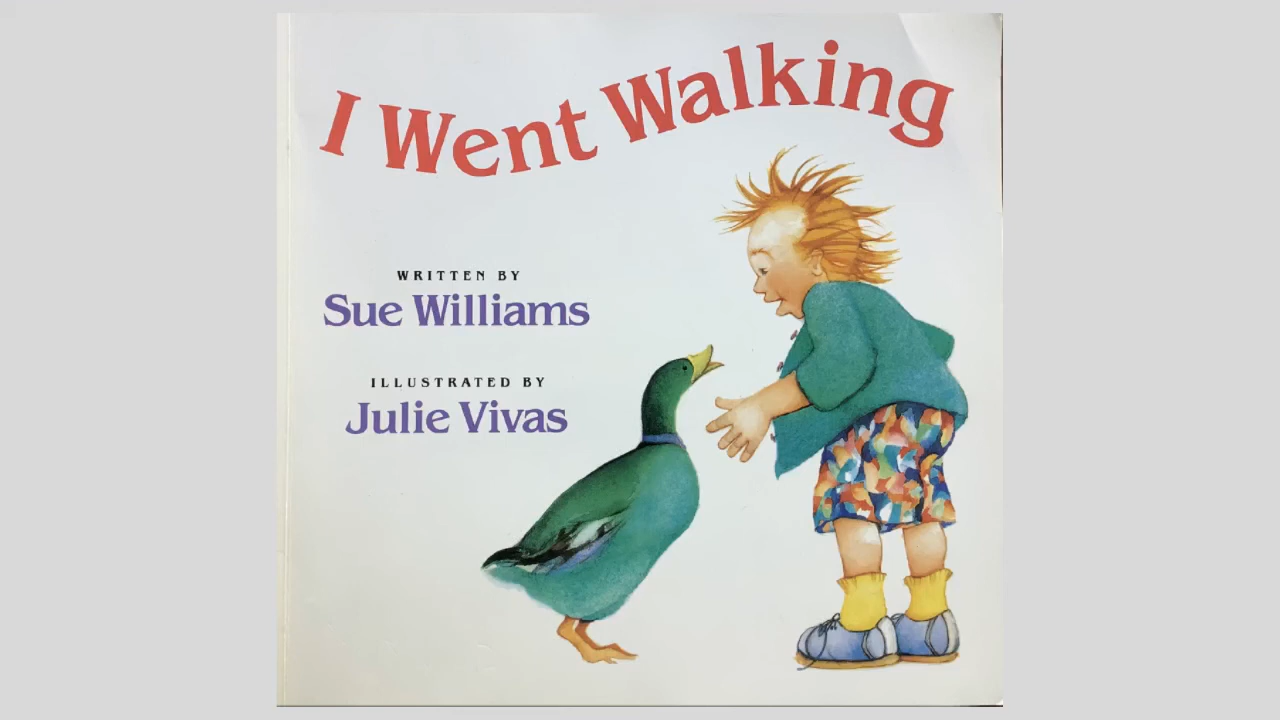 I Went Walking
WRITTEN BY
Sue Williams
ILLUSTRATED BY
Julie Vivas